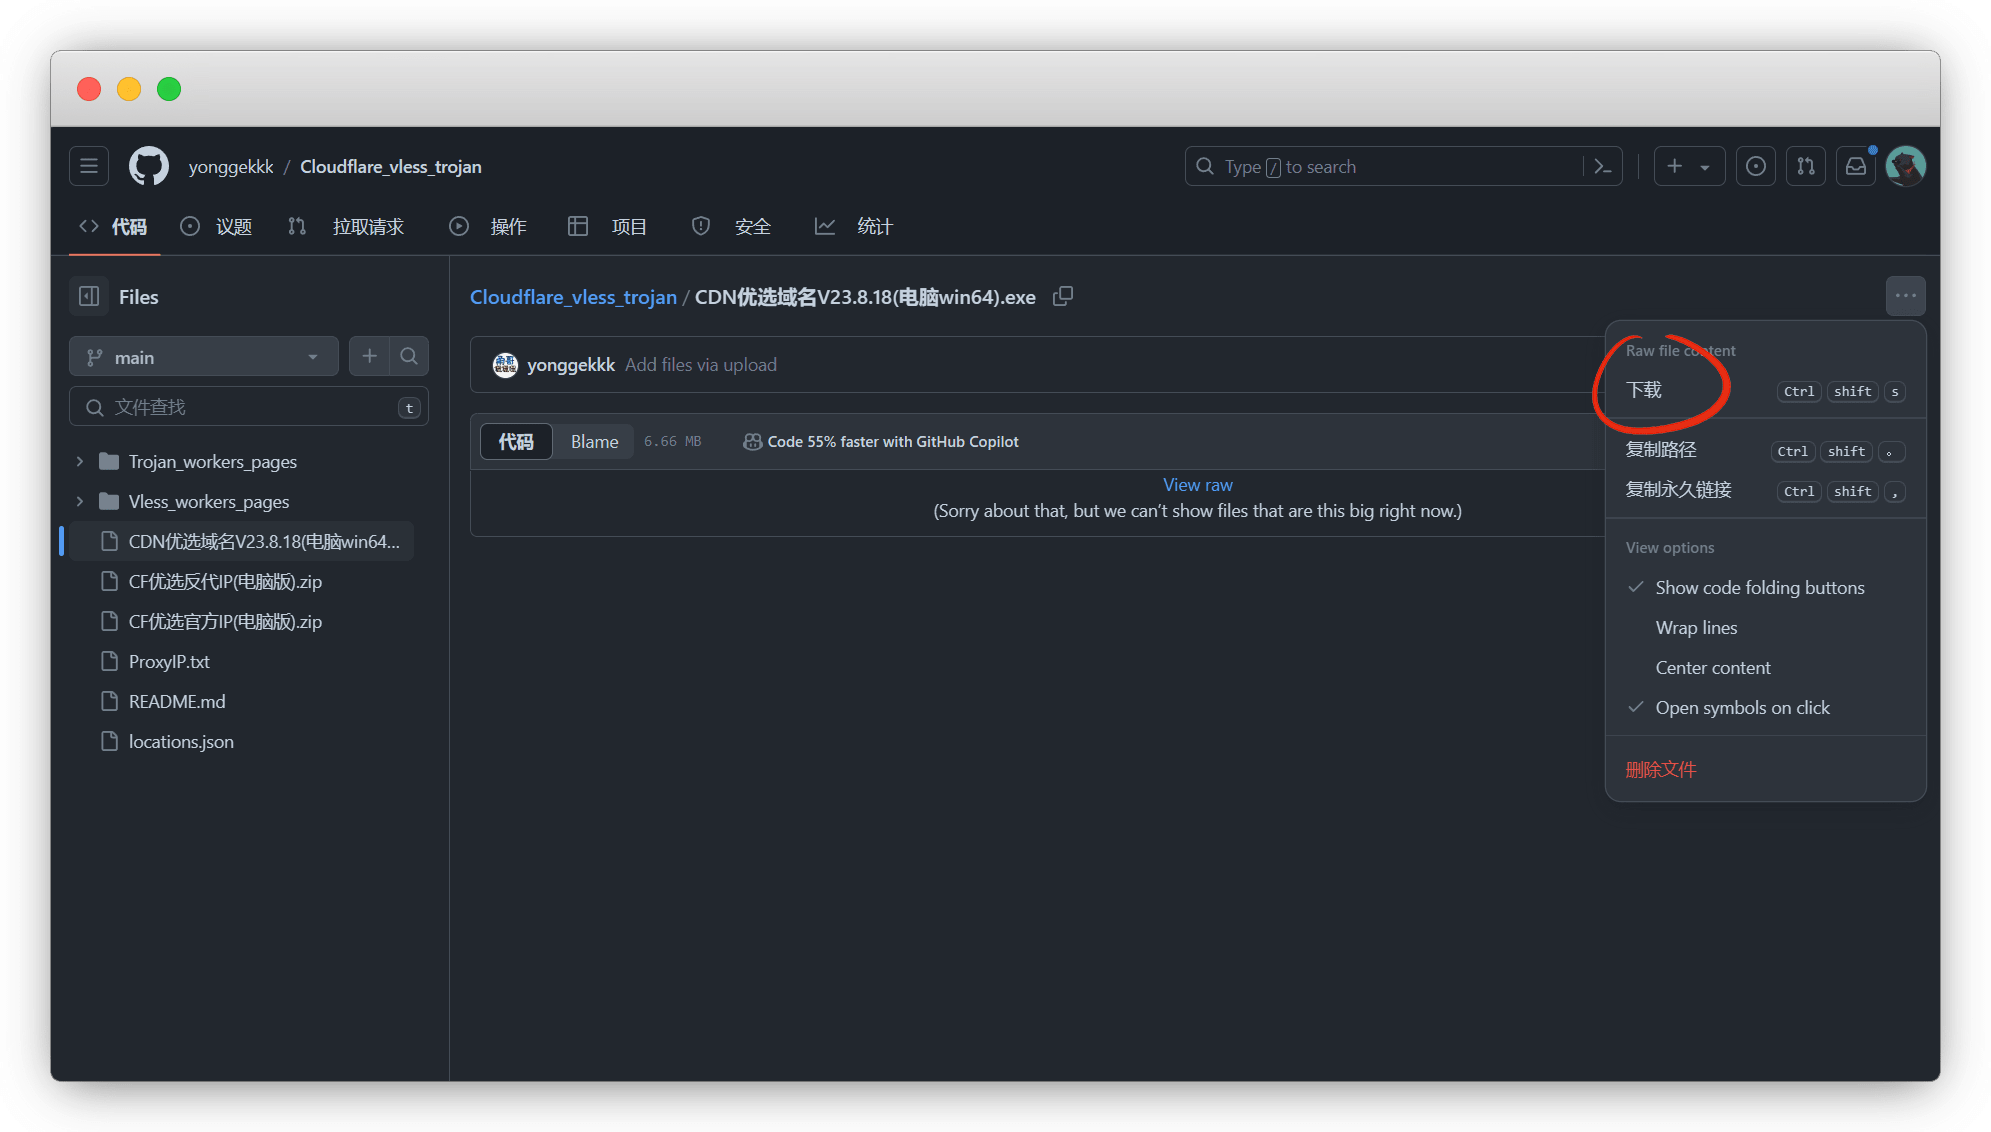 yonggekkk / Cloudflare_vless_trojan
Type / to search
代码 议题 拉取请求 操作 项目 安全 统计
Files
main
文件查找 t
Trojan_workers_pages
Vless_workers_pages
CDN优选域名V23.8.18(电脑win64...
CF优选反代IP(电脑版).zip
CF优选官方IP(电脑版).zip
ProxyIP.txt
README.md
locations.json
Cloudflare_vless_trojan / CDN优选域名V23.8.18(电脑win64).exe
yonggekkk Add files via upload
代码 Blame 6.66 MB Code 55% faster with GitHub Copilot
View raw
(Sorry about that, but we can’t show files that are this big right now.)
Raw file content
下载 Ctrl shift s
复制路径 Ctrl shift 。
复制永久链接 Ctrl shift ,
View options
Show code folding buttons
Wrap lines
Center content
Open symbols on click
删除文件